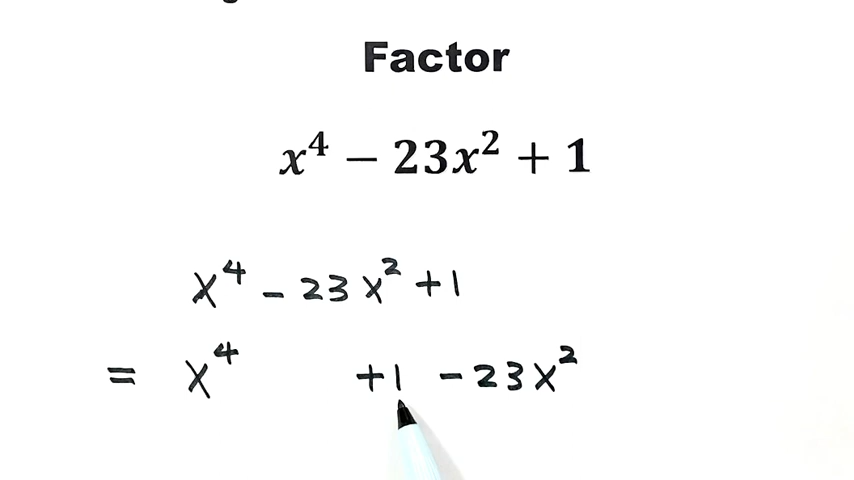 Factor
x⁴ − 23x² + 1
x⁴ - 23x² +1
= x⁴ +1 - 23x²